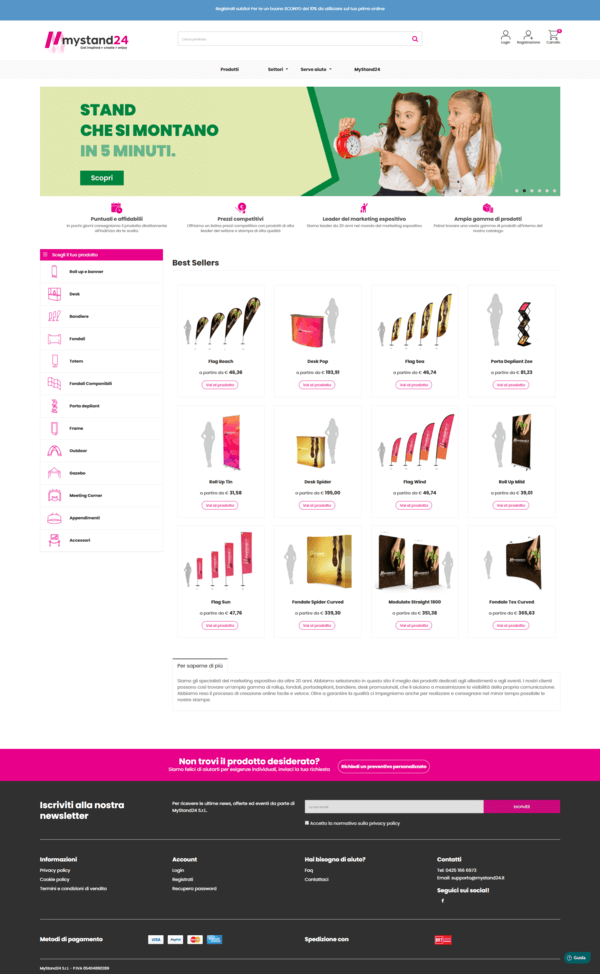 Registrati subito! Per te un buono SCONTO del 10% da utilizzare sul tuo primo ordine
mystand24
Get inspired • create • enjoy
Cerca prodotto
Login
Registrazione
Carrello
Prodotti
Settori
Serve aiuto
MyStand24
STAND
CHE SI MONTANO
IN 5 MINUTI.
Scopri
Puntuali e affidabili
In pochi giorni consegniamo il prodotto direttamente
all'indirizzo da te scelto.
Prezzi competitivi
Offriamo un listino prezzi competitivo con prodotti di alta
leader del settore e stampe di alta qualità
Leader del marketing espositivo
Siamo leader da 20 anni nel mondo del marketing espositivo
Ampia gamma di prodotti
Potrai trovare una vasta gamma di prodotti all'interno del
nostro catalogo
Scegli il tuo prodotto
Roll up e banner
Desk
Bandiere
Fondali
Totem
Fondali Componibili
Porta depliant
Frame
Outdoor
Gazebo
Meeting Corner
Appendimenti
Accessori
Best Sellers
Flag Beach
a partire da € 46,36
Vai al prodotto
Desk Pop
a partire da € 193,91
Vai al prodotto
Flag Sea
a partire da € 46,74
Vai al prodotto
Porta Depliant Zee
a partire da € 81,23
Vai al prodotto
Roll Up Tin
a partire da € 31,58
Vai al prodotto
Desk Spider
a partire da € 195,00
Vai al prodotto
Flag Wind
a partire da € 46,74
Vai al prodotto
Roll Up Mild
a partire da € 39,01
Vai al prodotto
Flag Sun
a partire da € 47,76
Vai al prodotto
Fondale Spider Curved
a partire da € 339,30
Vai al prodotto
Modulate Straight 1800
a partire da € 351,38
Vai al prodotto
Fondale Tex Curved
a partire da € 365,63
Vai al prodotto
Per saperne di più
Siamo gli specialisti del marketing espositivo da oltre 20 anni. Abbiamo selezionato in questo sito il meglio dei prodotti dedicati agli allestimenti e agli eventi. I nostri clienti
possono così trovare un'ampia gamma di rollup, fondali, portadepliant, bandiere, desk promozionali, che li aiutano a massimizzare la visibilità della propria comunicazione.
Abbiamo reso il processo di creazione online facile e veloce. Oltre a garantire la qualità ci impegniamo anche per realizzare e consegnare nel minor tempo possibile le
nostre stampe.
Non trovi il prodotto desiderato?
Siamo felici di aiutarti per esigenze individuali, inviaci la tua richiesta
Richiedi un preventivo personalizzato
Iscriviti alla nostra
newsletter
Per ricevere le ultime news, offerte ed eventi da parte di
MyStand24 S.r.L.
La tua email
Iscriviti
Accetto la normativa sulla privacy policy
Informazioni
Privacy policy
Cookie policy
Termini e condizioni di vendita
Account
Login
Registrati
Recupera password
Hai bisogno di aiuto?
Faq
Contattaci
Contatti
Tel: 0425 166 6973
Email: supporto@mystand24.it
Seguici sui social!
Metodi di pagamento
VISA
PayPal
Spedizione con
BRT
Guida
MyStand24 S.r.L. - P.IVA 05404890289